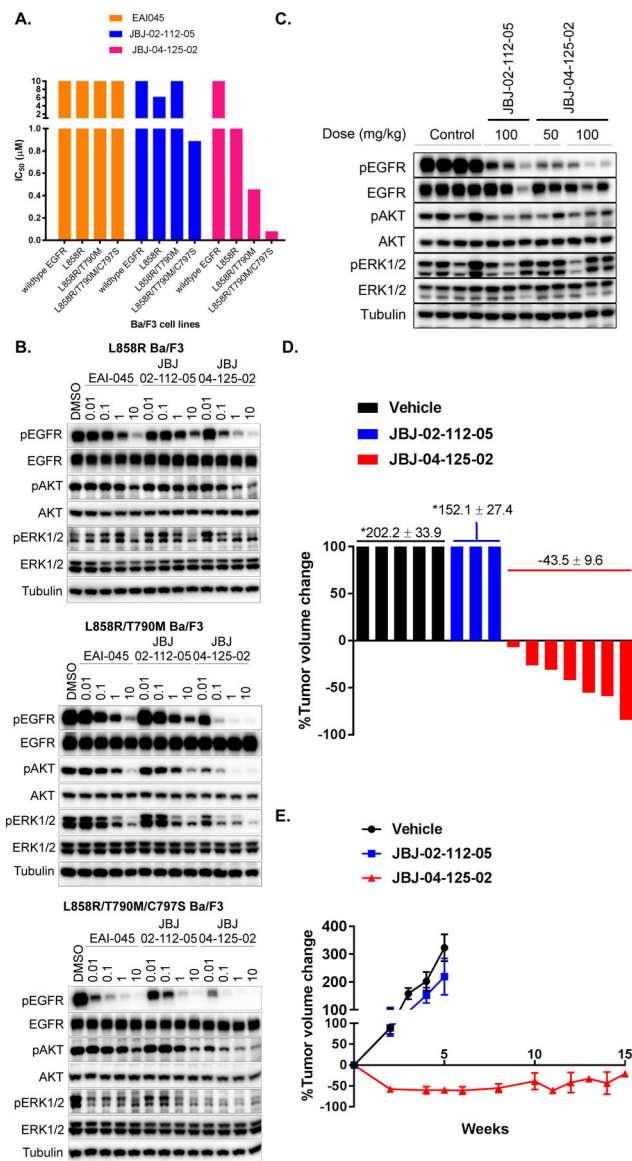 A.
EAI045
JBJ-02-112-05
JBJ-04-125-02
10
8
6
4
2
1.0
0.8
0.6
0.4
0.2
0.0
IC50 (μM)
wildtype EGFR
L858R
L858R/T790M
L858R/T790M/C797S
wildtype EGFR
L858R
L858R/T790M
L858R/T790M/C797S
wildtype EGFR
L858R
L858R/T790M
L858R/T790M/C797S
Ba/F3 cell lines
B.
L858R Ba/F3
JBJ JBJ
EAI-045 02-112-05 04-125-02
DMSO 0.01 0.1 1 10 0.01 0.1 1 10 0.01 0.1 1 10
pEGFR
EGFR
pAKT
AKT
pERK1/2
ERK1/2
Tubulin
L858R/T790M Ba/F3
JBJ JBJ
EAI-045 02-112-05 04-125-02
DMSO 0.01 0.1 1 10 0.01 0.1 1 10 0.01 0.1 1 10
pEGFR
EGFR
pAKT
AKT
pERK1/2
ERK1/2
Tubulin
L858R/T790M/C797S Ba/F3
JBJ JBJ
EAI-045 02-112-05 04-125-02
DMSO 0.01 0.1 1 10 0.01 0.1 1 10 0.01 0.1 1 10
pEGFR
EGFR
pAKT
AKT
pERK1/2
ERK1/2
Tubulin
C.
JBJ-02-112-05
JBJ-04-125-02
Dose (mg/kg) Control 100 50 100
pEGFR
EGFR
pAKT
AKT
pERK1/2
ERK1/2
Tubulin
D.
Vehicle
JBJ-02-112-05
JBJ-04-125-02
*152.1 ± 27.4
*202.2 ± 33.9
-43.5 ± 9.6
% Tumor volume change
100
50
0
-50
-100
E.
Vehicle
JBJ-02-112-05
JBJ-04-125-02
% Tumor volume change
400
300
200
100
50
0
-50
-100
5 10 15
Weeks